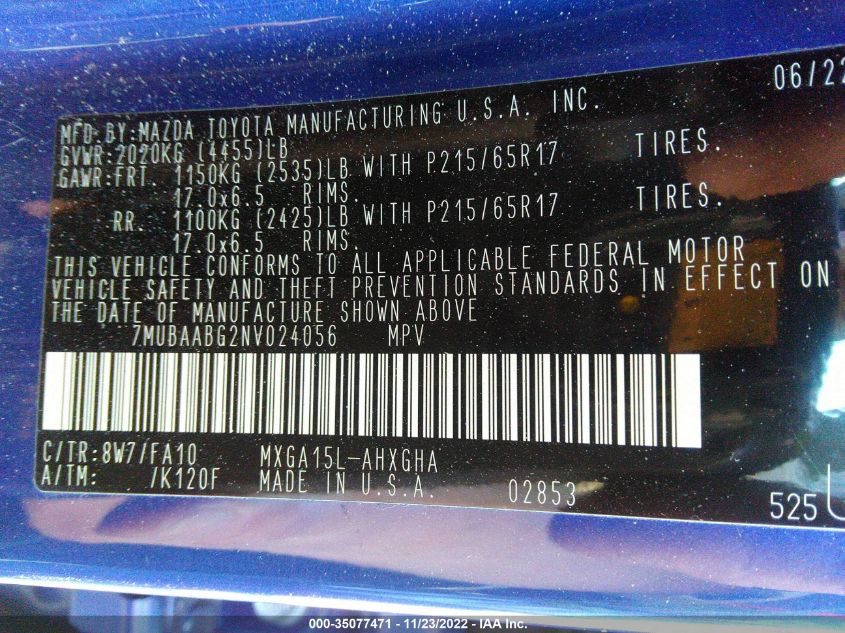 06/22
MFD BY:MAZDA TOYOTA MANUFACTURING U.S.A. INC.
GVWR:2020KG (4455)LB
GAWR:FRT. 1150KG (2535)LB WITH P215/65R17 TIRES.
17.0x6.5 RIMS.
RR. 1100KG (2425)LB WITH P215/65R17 TIRES.
17.0x6.5 RIMS.
THIS VEHICLE CONFORMS TO ALL APPLICABLE FEDERAL MOTOR
VEHICLE SAFETY AND THEFT PREVENTION STANDARDS IN EFFECT ON
THE DATE OF MANUFACTURE SHOWN ABOVE
7MUBAABG2NV024056 MPV
C/TR:8W7/FA10 MXGA15L-AHXGHA
A/TM: /K120F MADE IN U.S.A. 02853
525
000-35077471 - 11/23/2022 - IAA Inc.